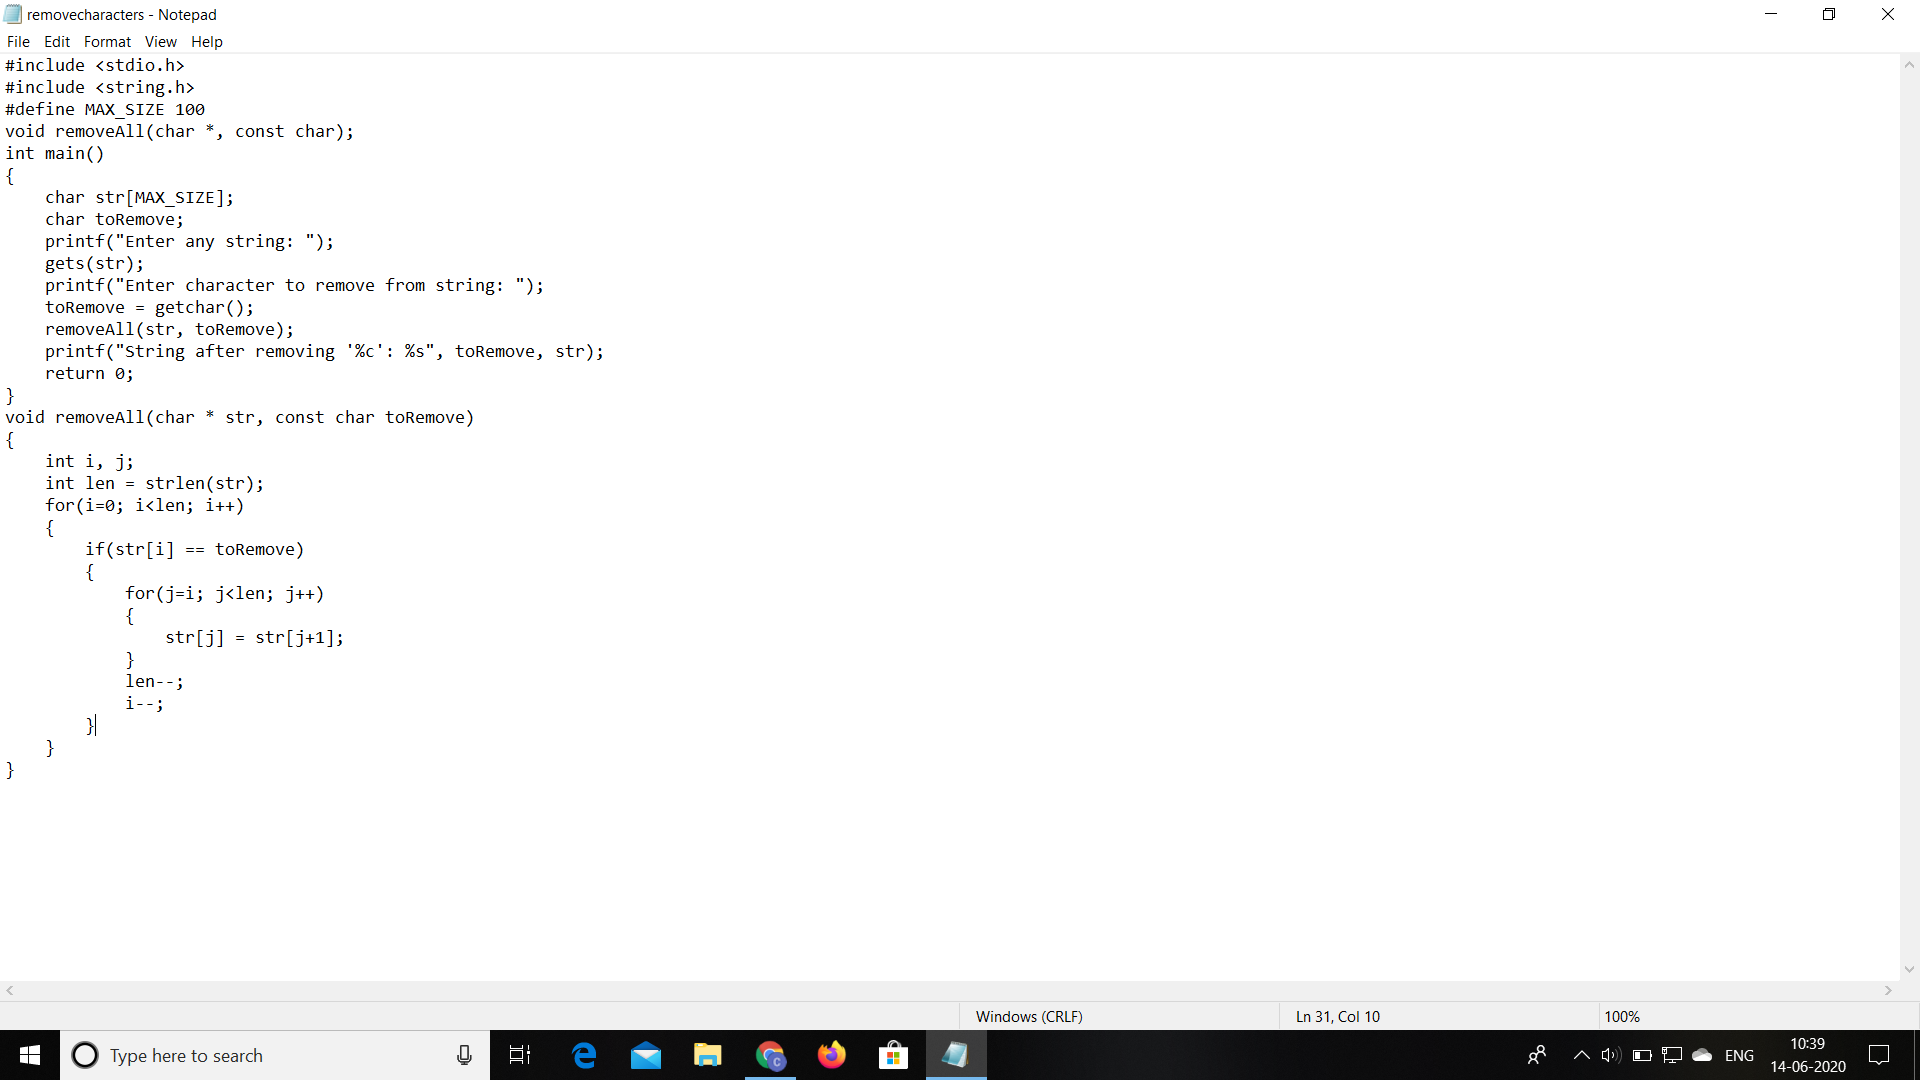 removecharacters - Notepad
File Edit Format View Help
#include <stdio.h>
#include <string.h>
#define MAX_SIZE 100
void removeAll(char *, const char);
int main()
{
    char str[MAX_SIZE];
    char toRemove;
    printf("Enter any string: ");
    gets(str);
    printf("Enter character to remove from string: ");
    toRemove = getchar();
    removeAll(str, toRemove);
    printf("String after removing '%c': %s", toRemove, str);
    return 0;
}
void removeAll(char * str, const char toRemove)
{
    int i, j;
    int len = strlen(str);
    for(i=0; i<len; i++)
    {
        if(str[i] == toRemove)
        {
            for(j=i; j<len; j++)
            {
                str[j] = str[j+1];
            }
            len--;
            i--;
        }
    }
}
Windows (CRLF) Ln 31, Col 10 100%
Type here to search
C
ENG
10:39
14-06-2020